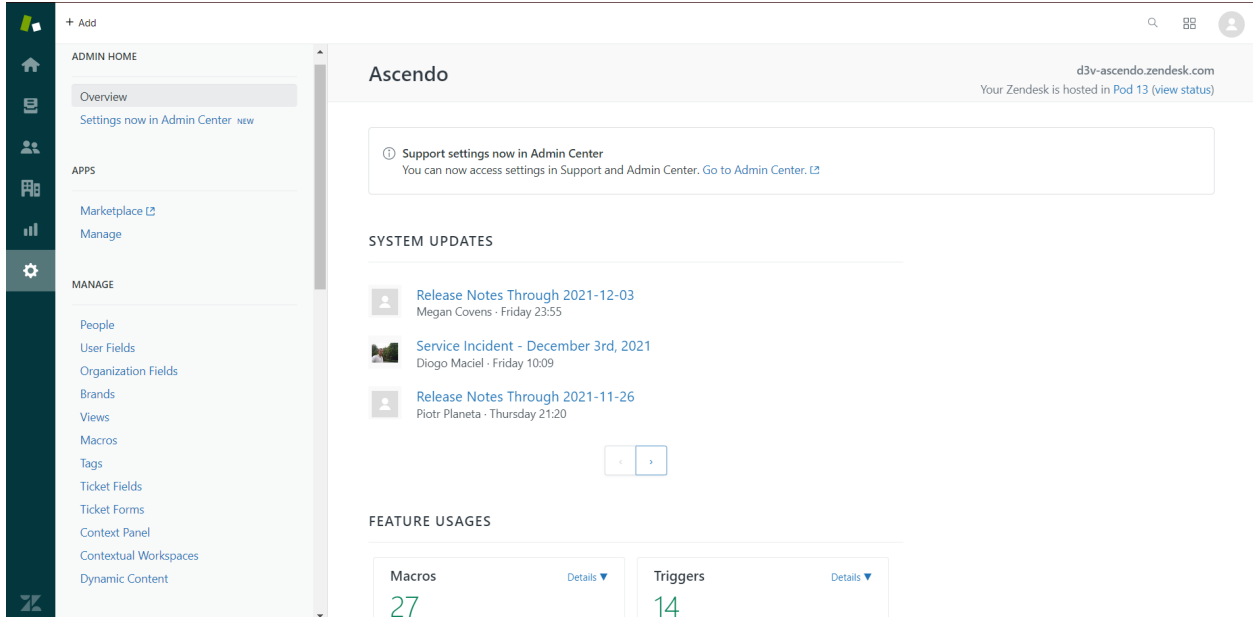 + Add
ADMIN HOME
Overview
Settings now in Admin Center NEW
APPS
Marketplace
Manage
MANAGE
People
User Fields
Organization Fields
Brands
Views
Macros
Tags
Ticket Fields
Ticket Forms
Context Panel
Contextual Workspaces
Dynamic Content
Ascendo
d3v-ascendo.zendesk.com
Your Zendesk is hosted in Pod 13 (view status)
Support settings now in Admin Center
You can now access settings in Support and Admin Center. Go to Admin Center.
SYSTEM UPDATES
Release Notes Through 2021-12-03
Megan Covens · Friday 23:55
Service Incident - December 3rd, 2021
Diogo Maciel · Friday 10:09
Release Notes Through 2021-11-26
Piotr Planeta · Thursday 21:20
‹ ›
FEATURE USAGES
Macros Details ▼
27
Triggers Details ▼
14